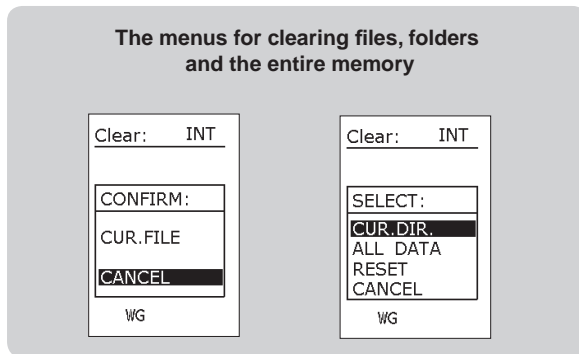 The menus for clearing files, folders
and the entire memory
Clear: INT
CONFIRM:
CUR.FILE
CANCEL
WG
Clear: INT
SELECT:
CUR.DIR.
ALL DATA
RESET
CANCEL
WG